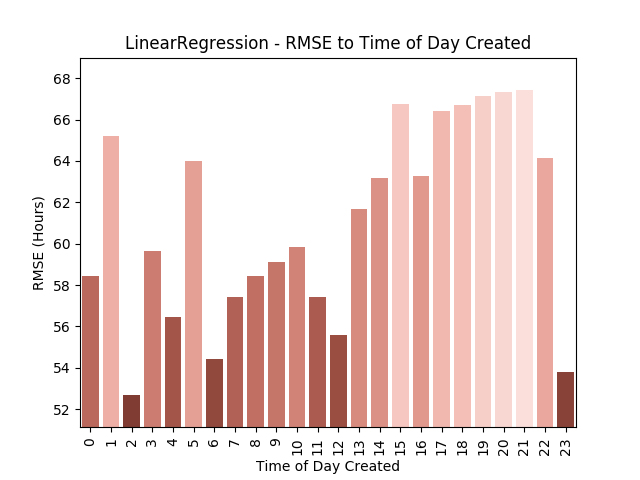 LinearRegression - RMSE to Time of Day Created
RMSE (Hours)
68
66
64
62
60
58
56
54
52
0 1 2 3 4 5 6 7 8 9 10 11 12 13 14 15 16 17 18 19 20 21 22 23
Time of Day Created